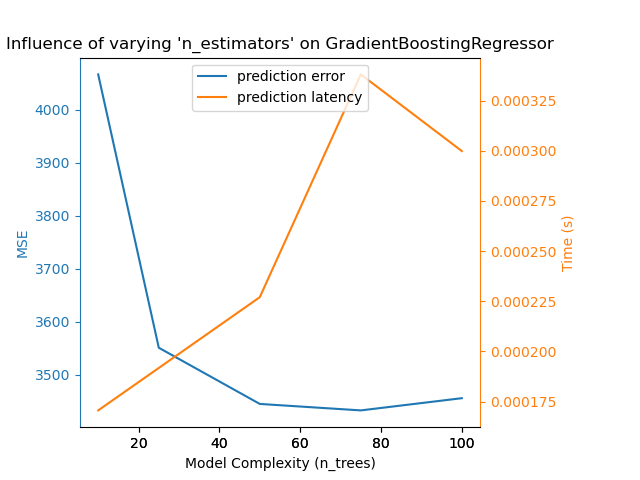 Influence of varying 'n_estimators' on GradientBoostingRegressor
prediction error
prediction latency
4000
3900
3800
3700
3600
3500
MSE
0.000325
0.000300
0.000275
0.000250
0.000225
0.000200
0.000175
Time (s)
20 40 60 80 100
Model Complexity (n_trees)